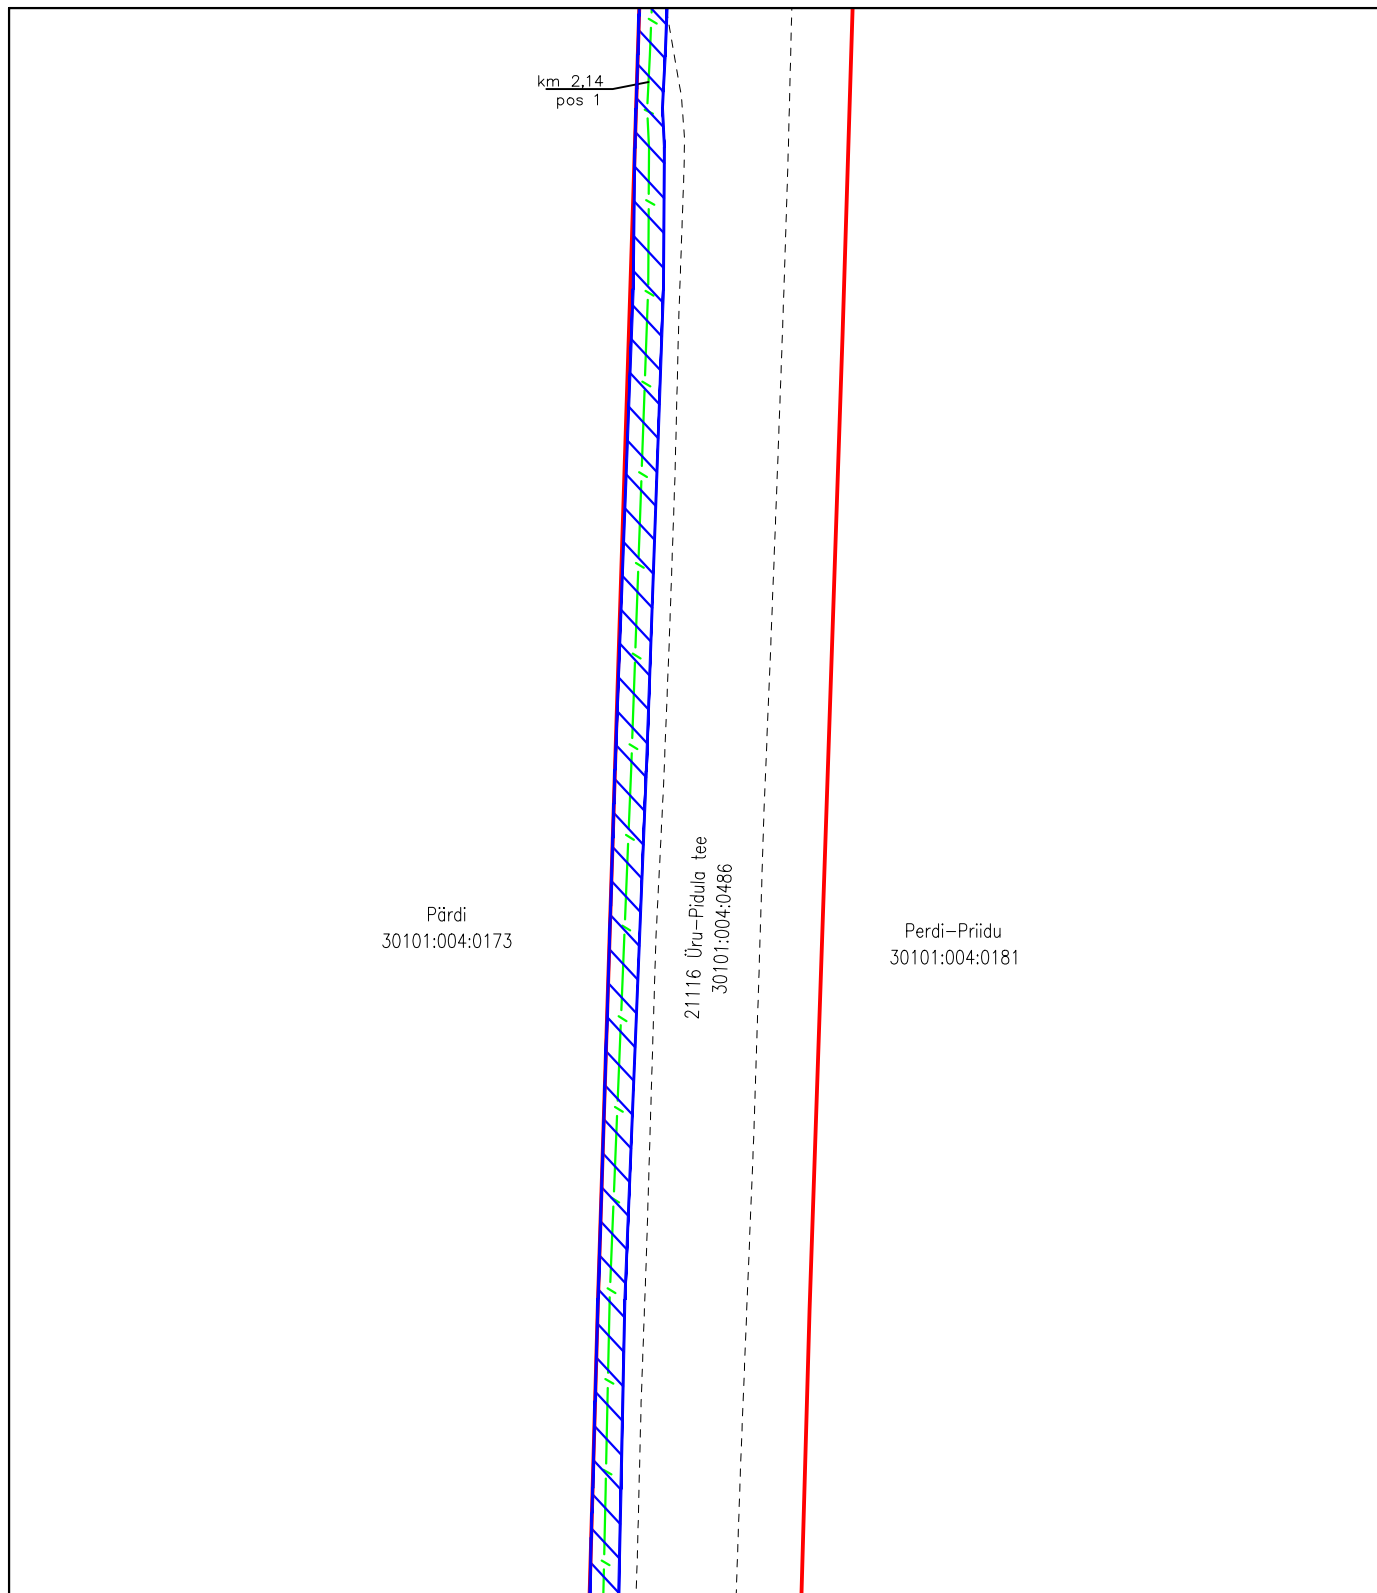 km 2,14
pos 1
21116 Üru-Pidula tee
30101:004:0486
Pärdi
30101:004:0173
Perdi-Priidu
30101:004:0181